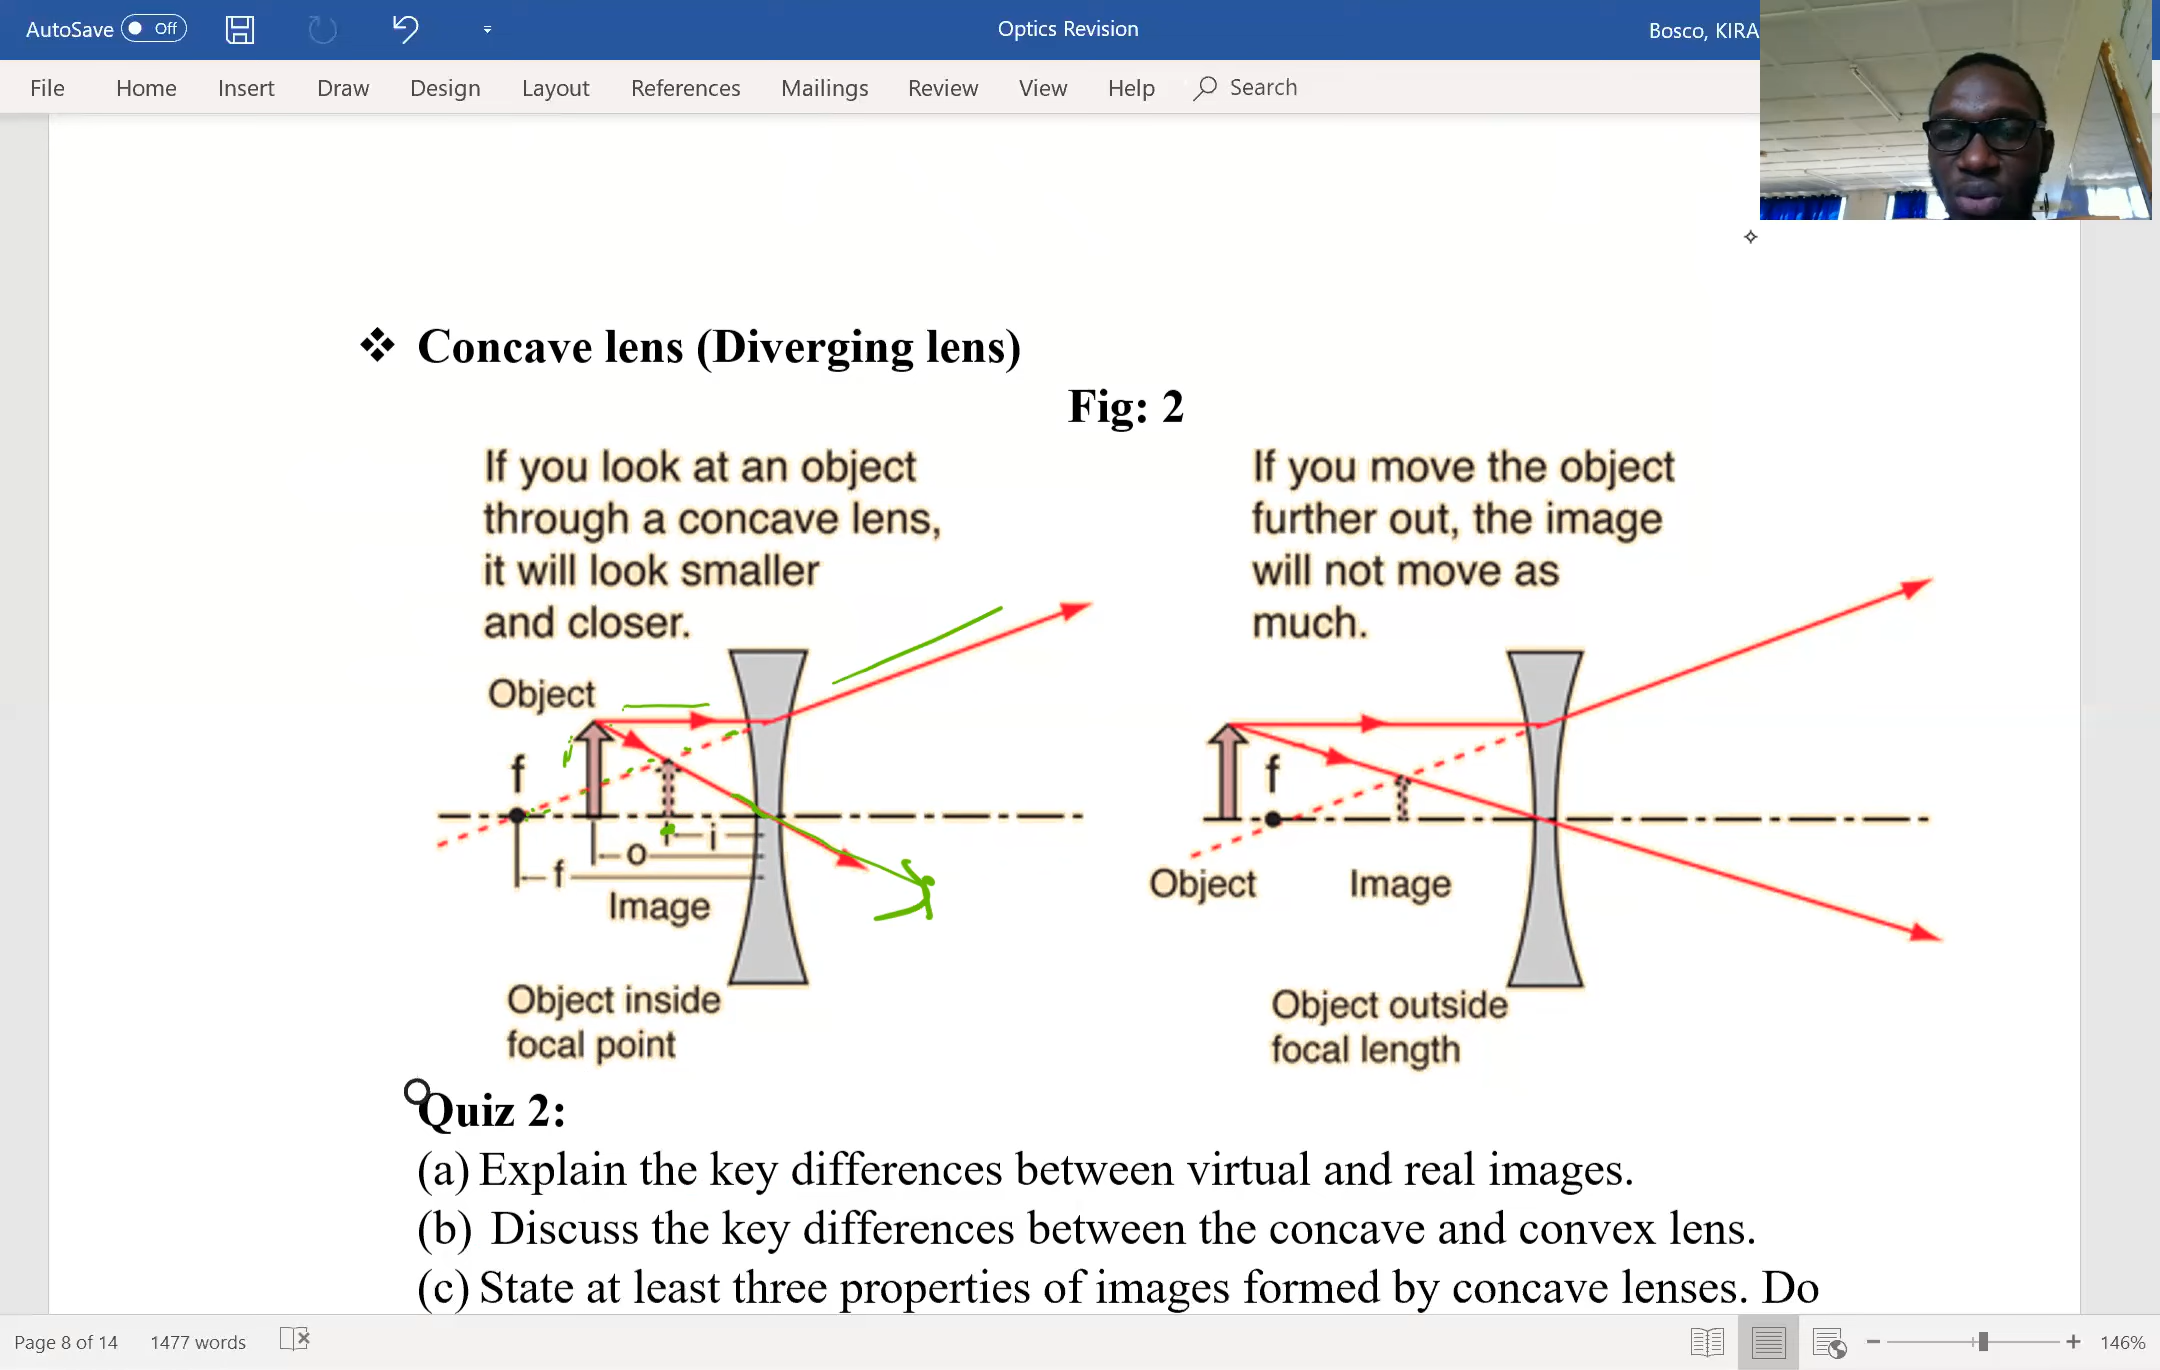 AutoSave Off
Optics Revision
Bosco, KIRA
File Home Insert Draw Design Layout References Mailings Review View Help Search
Concave lens (Diverging lens)
Fig: 2
If you look at an object
through a concave lens,
it will look smaller
and closer.
Object
f
i
o
f
Image
Object inside
focal point
If you move the object
further out, the image
will not move as
much.
f
Object
Image
Object outside
focal length
Quiz 2:
(a) Explain the key differences between virtual and real images.
(b) Discuss the key differences between the concave and convex lens.
(c) State at least three properties of images formed by concave lenses. Do
Page 8 of 14 1477 words
146%